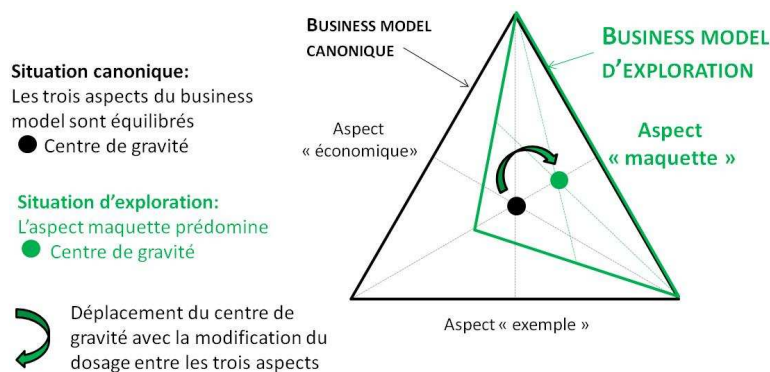 Situation canonique:
Les trois aspects du business
model sont équilibrés
Centre de gravité
Situation d'exploration:
L'aspect maquette prédomine
Centre de gravité
Déplacement du centre de
gravité avec la modification du
dosage entre les trois aspects
BUSINESS MODEL
CANONIQUE
BUSINESS MODEL
D'EXPLORATION
Aspect
« économique»
Aspect
« maquette »
Aspect « exemple »